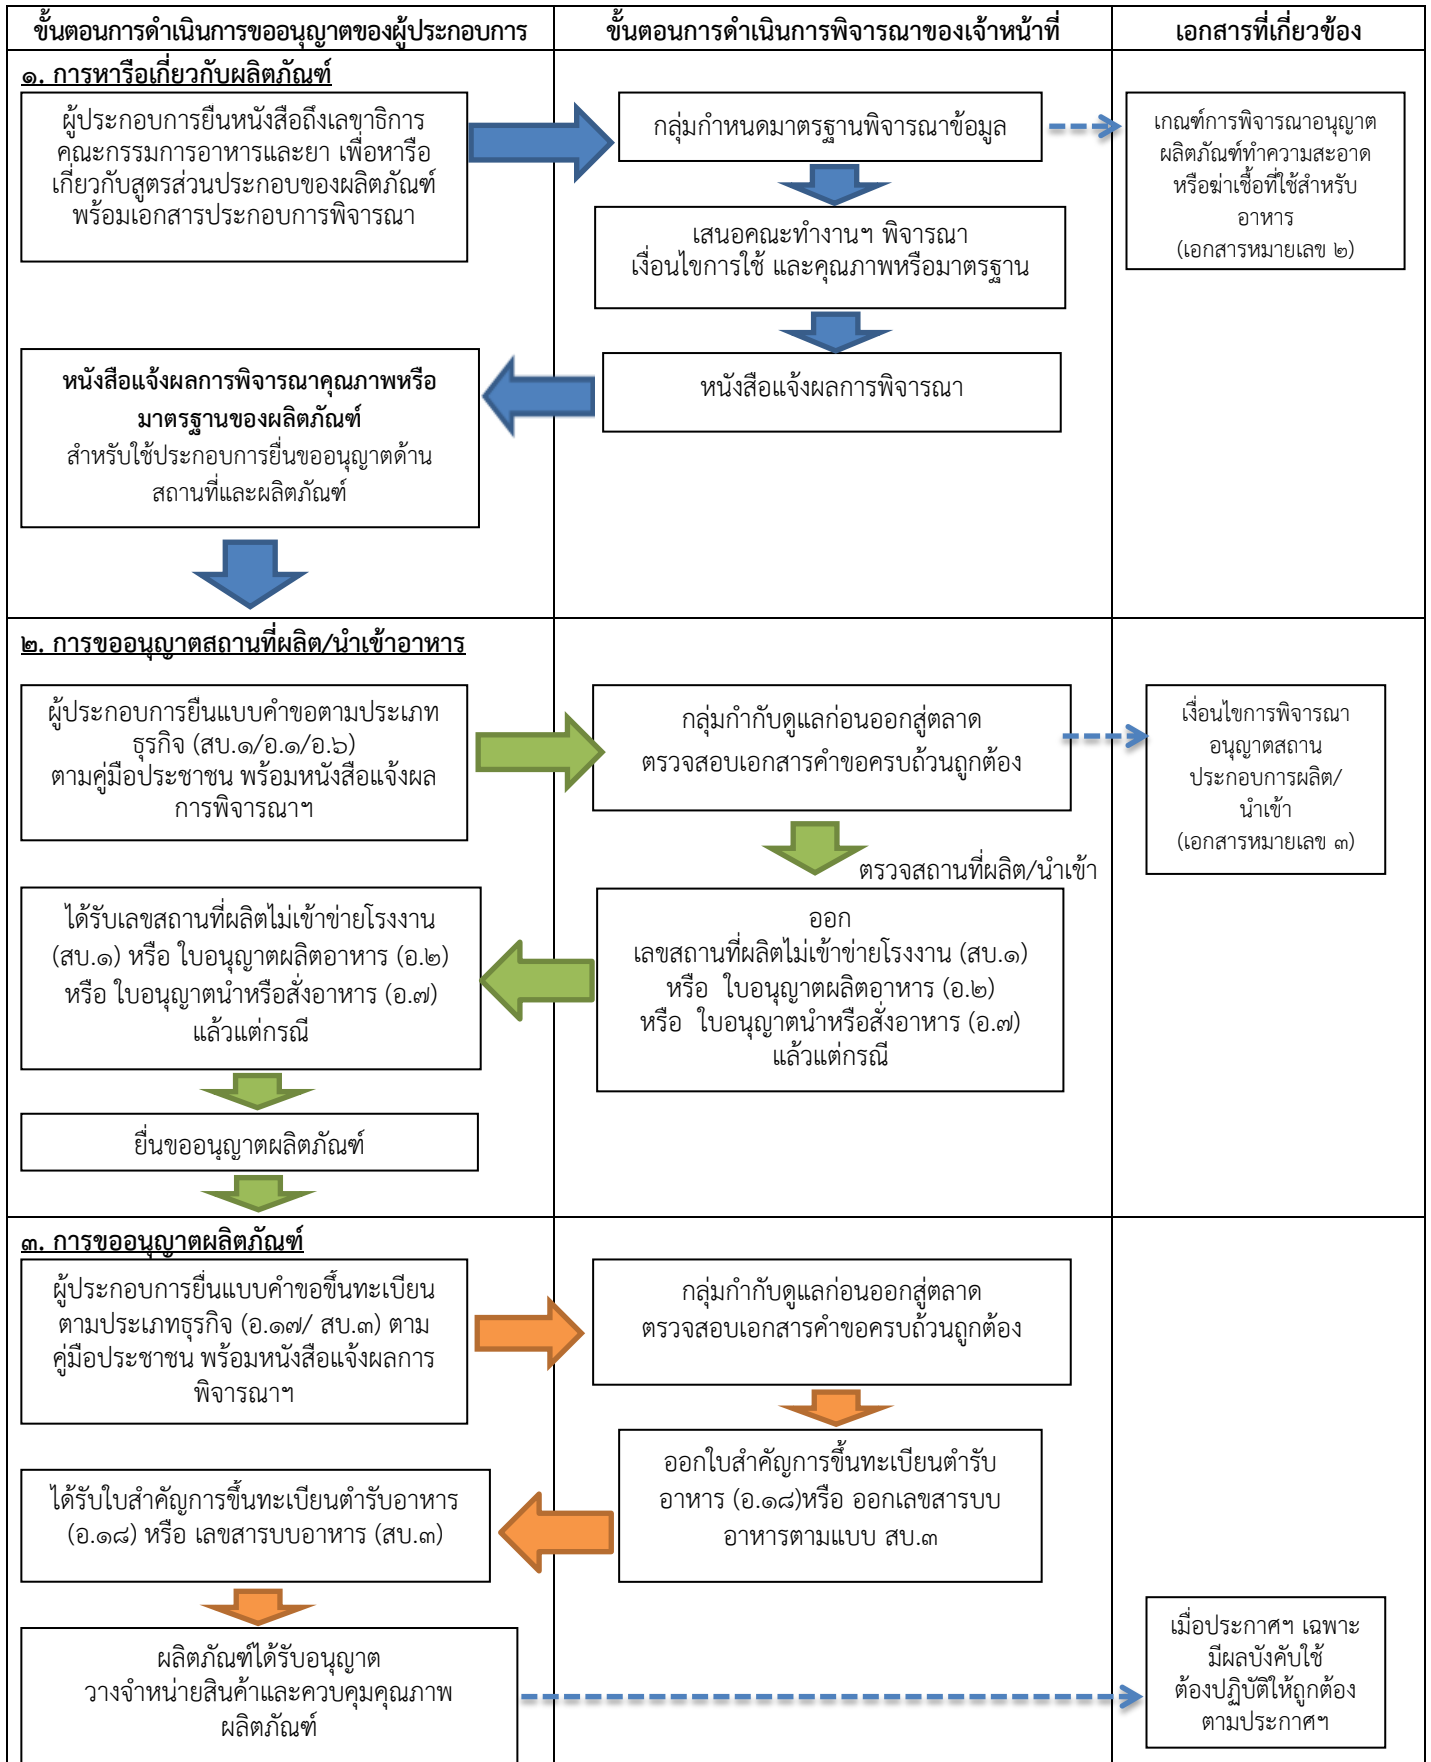 ขั้นตอนการดำเนินการขออนุญาตของผู้ประกอบการ
ขั้นตอนการดำเนินการพิจารณาของเจ้าหน้าที่
เอกสารที่เกี่ยวข้อง
๑. การหารือเกี่ยวกับผลิตภัณฑ์
ผู้ประกอบการยืนหนังสือถึงเลขาธิการ
คณะกรรมการอาหารและยา เพื่อหารือ
เกี่ยวกับสูตรส่วนประกอบของผลิตภัณฑ์
พร้อมเอกสารประกอบการพิจารณา
กลุ่มกำหนดมาตรฐานพิจารณาข้อมูล
เกณฑ์การพิจารณาอนุญาต
ผลิตภัณฑ์ทำความสะอาด
หรือฆ่าเชื้อที่ใช้สำหรับ
อาหาร
(เอกสารหมายเลข ๒)
เสนอคณะทำงานฯ พิจารณา
เงื่อนไขการใช้ และคุณภาพหรือมาตรฐาน
หนังสือแจ้งผลการพิจารณา
หนังสือแจ้งผลการพิจารณาคุณภาพหรือ
มาตรฐานของผลิตภัณฑ์
สำหรับใช้ประกอบการยื่นขออนุญาตด้าน
สถานที่และผลิตภัณฑ์
๒. การขออนุญาตสถานที่ผลิต/นำเข้าอาหาร
ผู้ประกอบการยืนแบบคำขอตามประเภท
ธุรกิจ (สบ.๑/อ.๑/อ.๖)
ตามคู่มือประชาชน พร้อมหนังสือแจ้งผล
การพิจารณาฯ
กลุ่มกำกับดูแลก่อนออกสู่ตลาด
ตรวจสอบเอกสารคำขอครบถ้วนถูกต้อง
เงื่อนไขการพิจารณา
อนุญาตสถาน
ประกอบการผลิต/
นำเข้า
(เอกสารหมายเลข ๓)
ตรวจสถานที่ผลิต/นำเข้า
ออก
เลขสถานที่ผลิตไม่เข้าข่ายโรงงาน (สบ.๑)
หรือ ใบอนุญาตผลิตอาหาร (อ.๒)
หรือ ใบอนุญาตนำหรือสั่งอาหาร (อ.๗)
แล้วแต่กรณี
ได้รับเลขสถานที่ผลิตไม่เข้าข่ายโรงงาน
(สบ.๑) หรือ ใบอนุญาตผลิตอาหาร (อ.๒)
หรือ ใบอนุญาตนำหรือสั่งอาหาร (อ.๗)
แล้วแต่กรณี
ยื่นขออนุญาตผลิตภัณฑ์
๓. การขออนุญาตผลิตภัณฑ์
ผู้ประกอบการยื่นแบบคำขอขึ้นทะเบียน
ตามประเภทธุรกิจ (อ.๑๗/ สบ.๓) ตาม
คู่มือประชาชน พร้อมหนังสือแจ้งผลการ
พิจารณาฯ
กลุ่มกำกับดูแลก่อนออกสู่ตลาด
ตรวจสอบเอกสารคำขอครบถ้วนถูกต้อง
ออกใบสำคัญการขึ้นทะเบียนตำรับ
อาหาร (อ.๑๘)หรือ ออกเลขสารบบ
อาหารตามแบบ สบ.๓
ได้รับใบสำคัญการขึ้นทะเบียนตำรับอาหาร
(อ.๑๘) หรือ เลขสารบบอาหาร (สบ.๓)
ผลิตภัณฑ์ได้รับอนุญาต
วางจำหน่ายสินค้าและควบคุมคุณภาพ
ผลิตภัณฑ์
เมื่อประกาศฯ เฉพาะ
มีผลบังคับใช้
ต้องปฏิบัติให้ถูกต้อง
ตามประกาศฯ